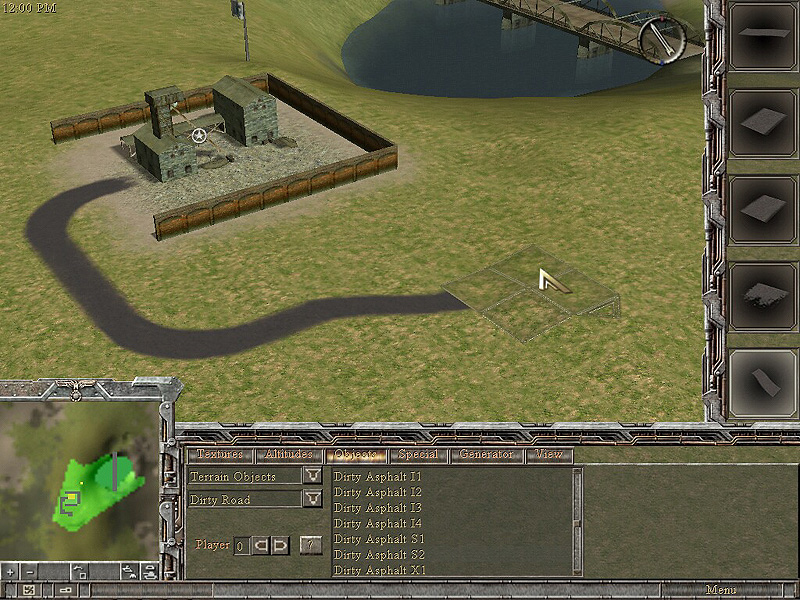 12:00 PM
Textures Altitudes Objects Special Generator View
Terrain Objects
Dirty Road
Player 0 ?
Dirty Asphalt I1
Dirty Asphalt I2
Dirty Asphalt I3
Dirty Asphalt I4
Dirty Asphalt S1
Dirty Asphalt S2
Dirty Asphalt X1
Menu